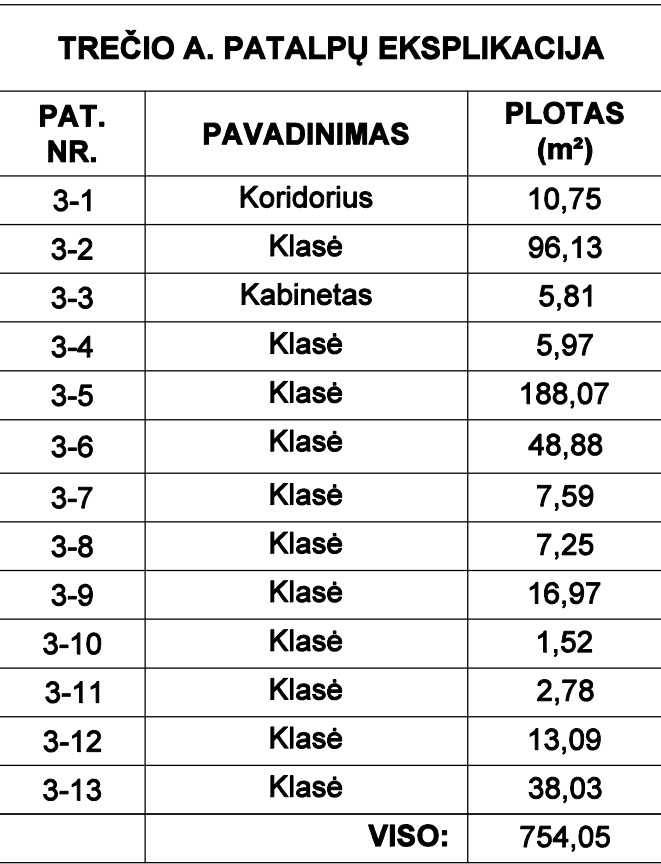 TREČIO A. PATALPŲ EKSPLIKACIJA
PAT. NR. PAVADINIMAS PLOTAS (m²)
3-1 Koridorius 10,75
3-2 Klasė 96,13
3-3 Kabinetas 5,81
3-4 Klasė 5,97
3-5 Klasė 188,07
3-6 Klasė 48,88
3-7 Klasė 7,59
3-8 Klasė 7,25
3-9 Klasė 16,97
3-10 Klasė 1,52
3-11 Klasė 2,78
3-12 Klasė 13,09
3-13 Klasė 38,03
VISO: 754,05